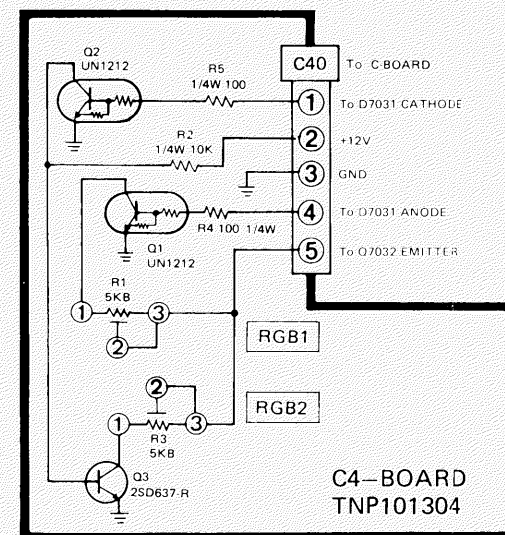 Q2
UN1212
R5
1/4W 100
C40
To C-BOARD
1
To D7031 CATHODE
R2
1/4W 10K
2
+12V
3
GND
4
To D7031 ANODE
R4 100 1/4W
Q1
UN1212
5
To Q7032 EMITTER
R1
5KB
1
3
2
RGB1
2
1
3
R3
5KB
RGB2
Q3
2SD637-R
C4-BOARD
TNP101304